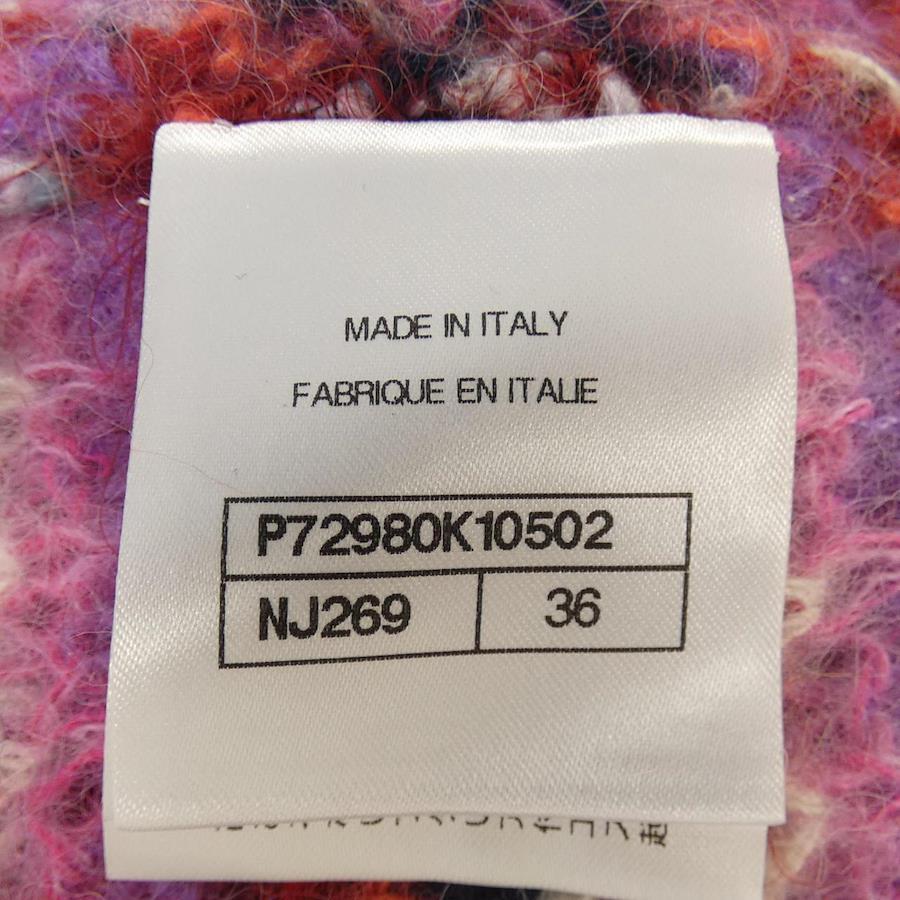 MADE IN ITALY
FABRIQUE EN ITALIE
P72980K10502
NJ269 36